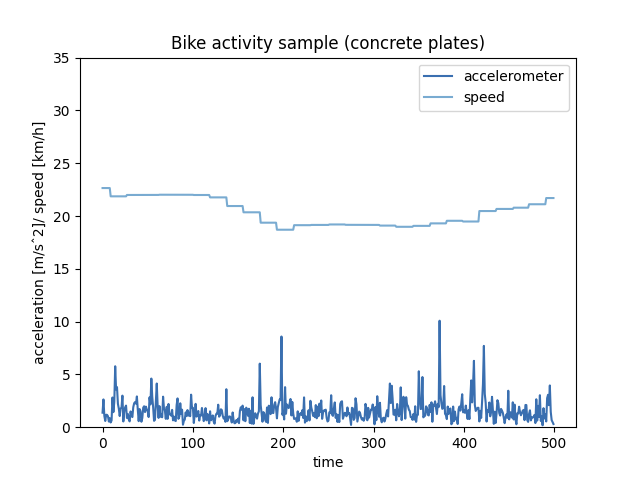 Bike activity sample (concrete plates)
accelerometer
speed
acceleration [m/s^2]/ speed [km/h]
35
30
25
20
15
10
5
0
0 100 200 300 400 500
time